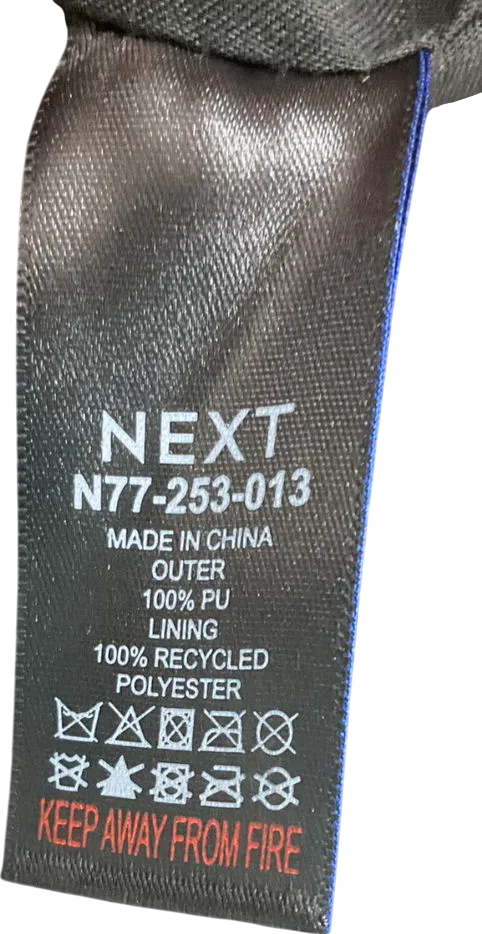 NEXT
N77-253-013
MADE IN CHINA
OUTER
100% PU
LINING
100% RECYCLED
POLYESTER
KEEP AWAY FROM FIRE